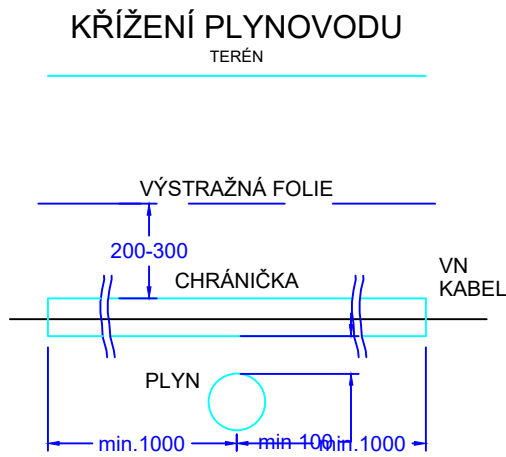 KŘÍŽENÍ PLYNOVODU
TERÉN
VÝSTRAŽNÁ FOLIE
200-300
CHRÁNIČKA
VN
KABEL
PLYN
min.1000
min 100
min.1000